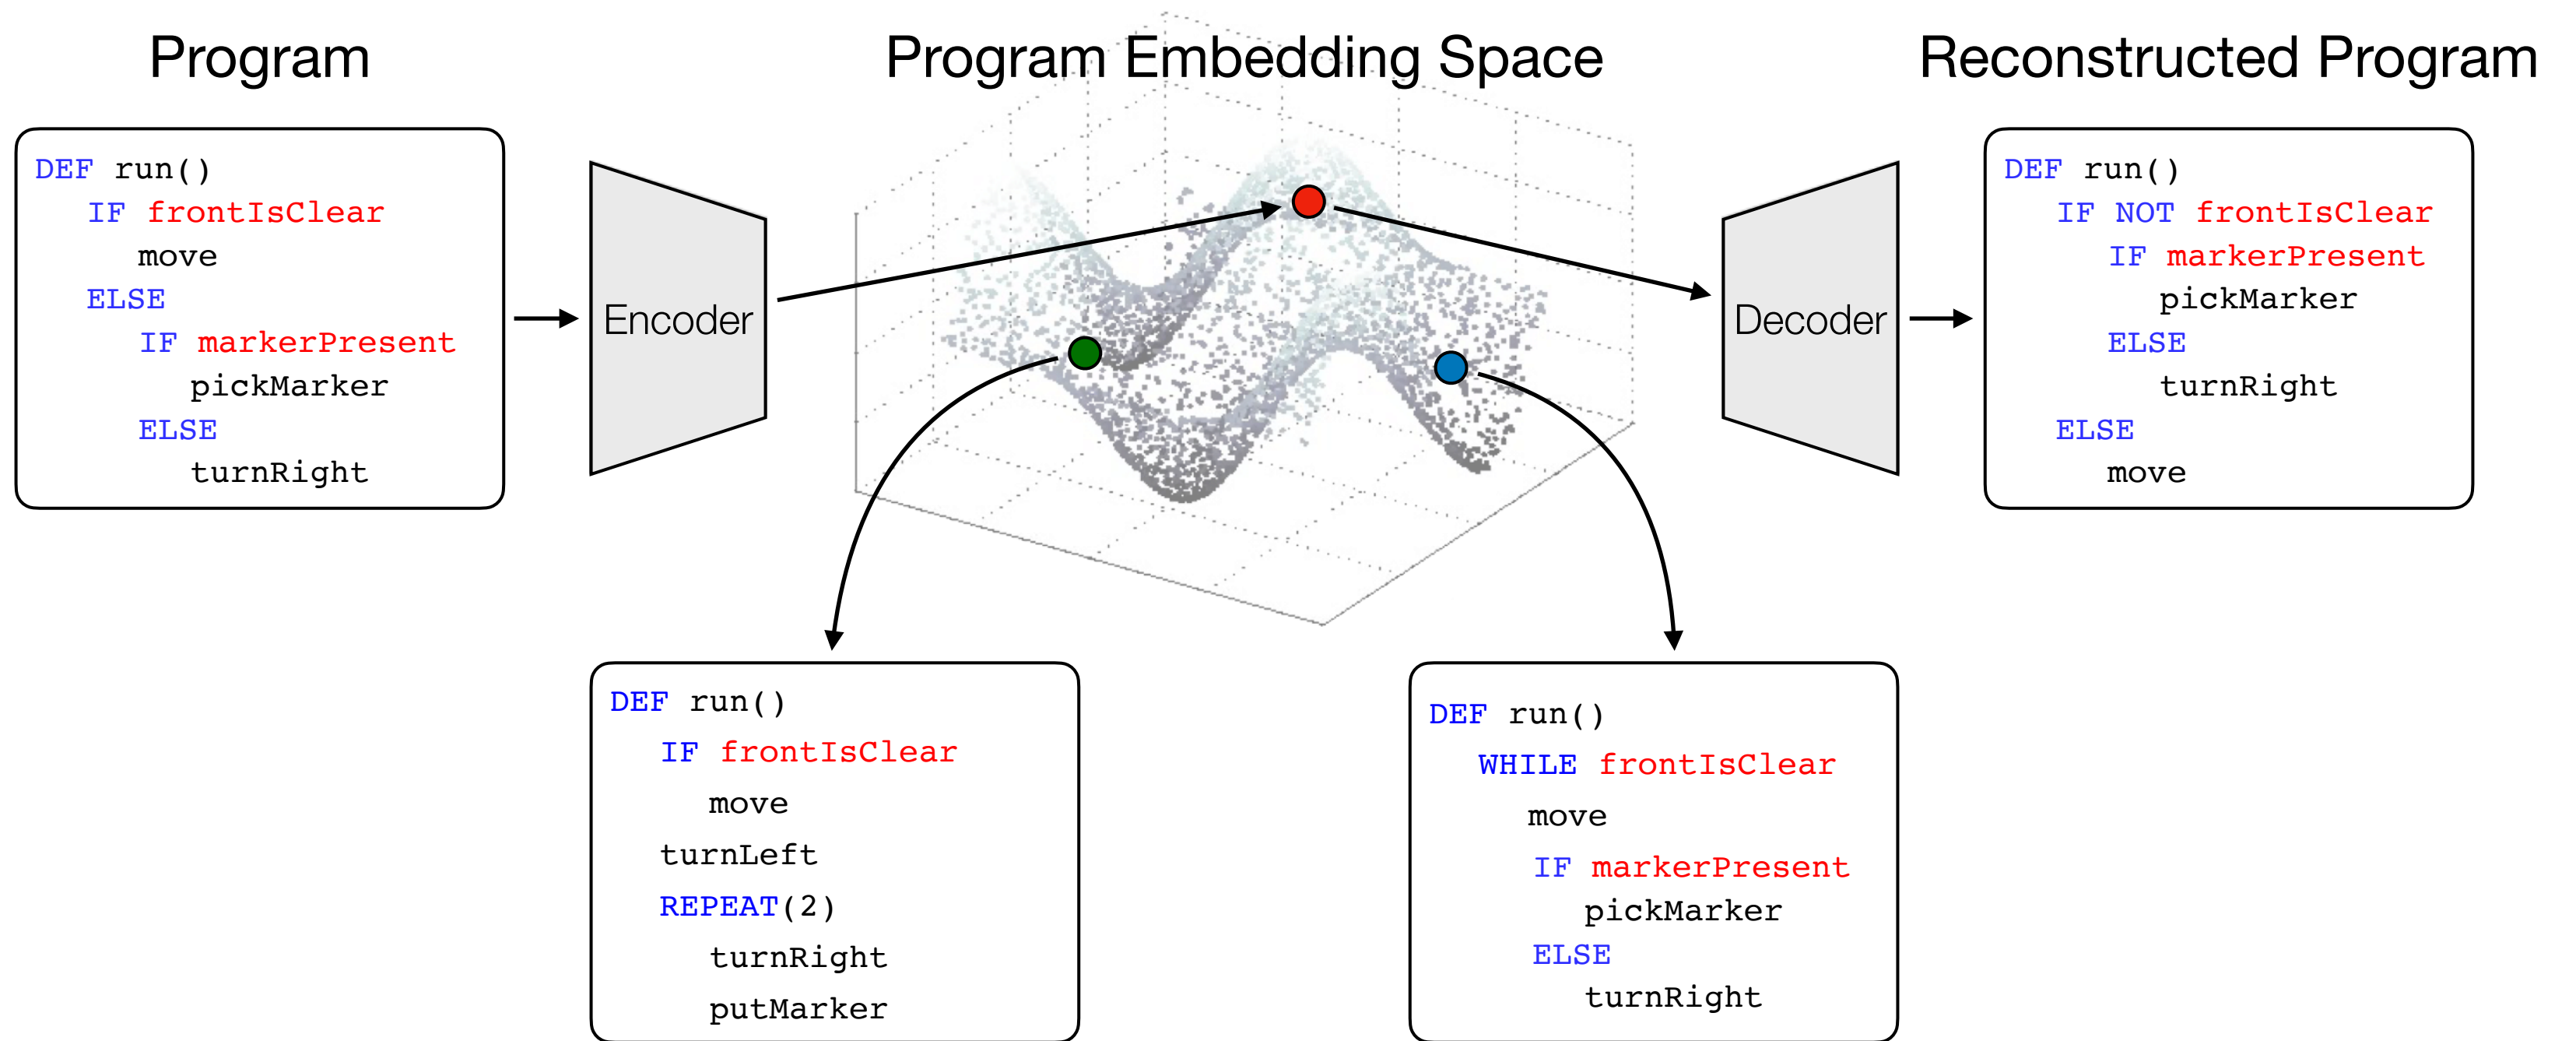 Program
DEF run()
IF frontIsClear
move
ELSE
IF markerPresent
pickMarker
ELSE
turnRight
Encoder
Program Embedding Space
Decoder
Reconstructed Program
DEF run()
IF NOT frontIsClear
IF markerPresent
pickMarker
ELSE
turnRight
ELSE
move
DEF run()
IF frontIsClear
move
turnLeft
REPEAT(2)
turnRight
putMarker
DEF run()
WHILE frontIsClear
move
IF markerPresent
pickMarker
ELSE
turnRight